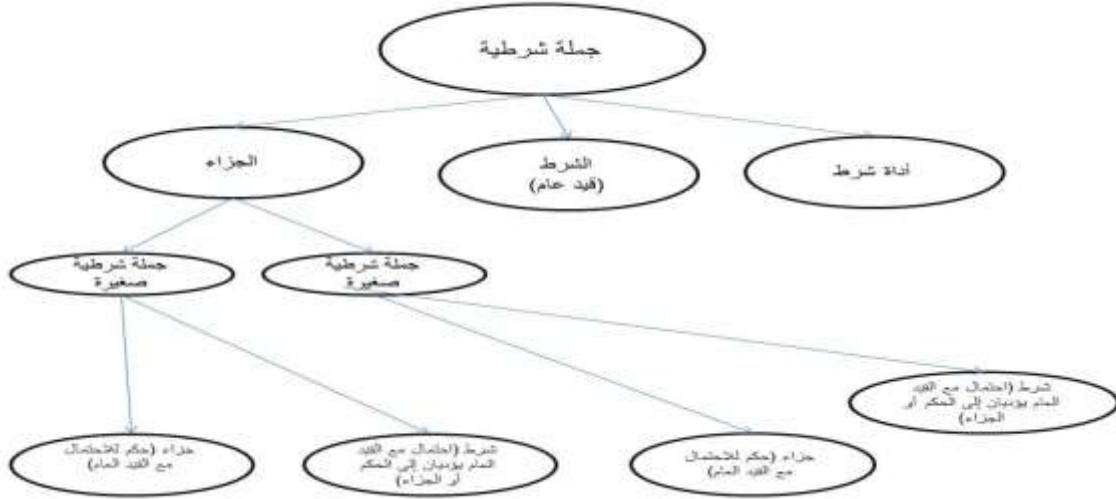 جملة شرطية
أداة شرط
الشرط
(قيد عام)
الجزاء
جملة شرطية
صغيرة
جملة شرطية
صغيرة
شرط (احتمال مع القيد
العام يؤديان إلى الحكم أو
الجزاء)
جزاء (حكم للاحتمال
مع القيد العام)
شرط (احتمال مع القيد
العام يؤديان إلى الحكم
أو الجزاء)
جزاء (حكم للاحتمال
مع القيد العام)